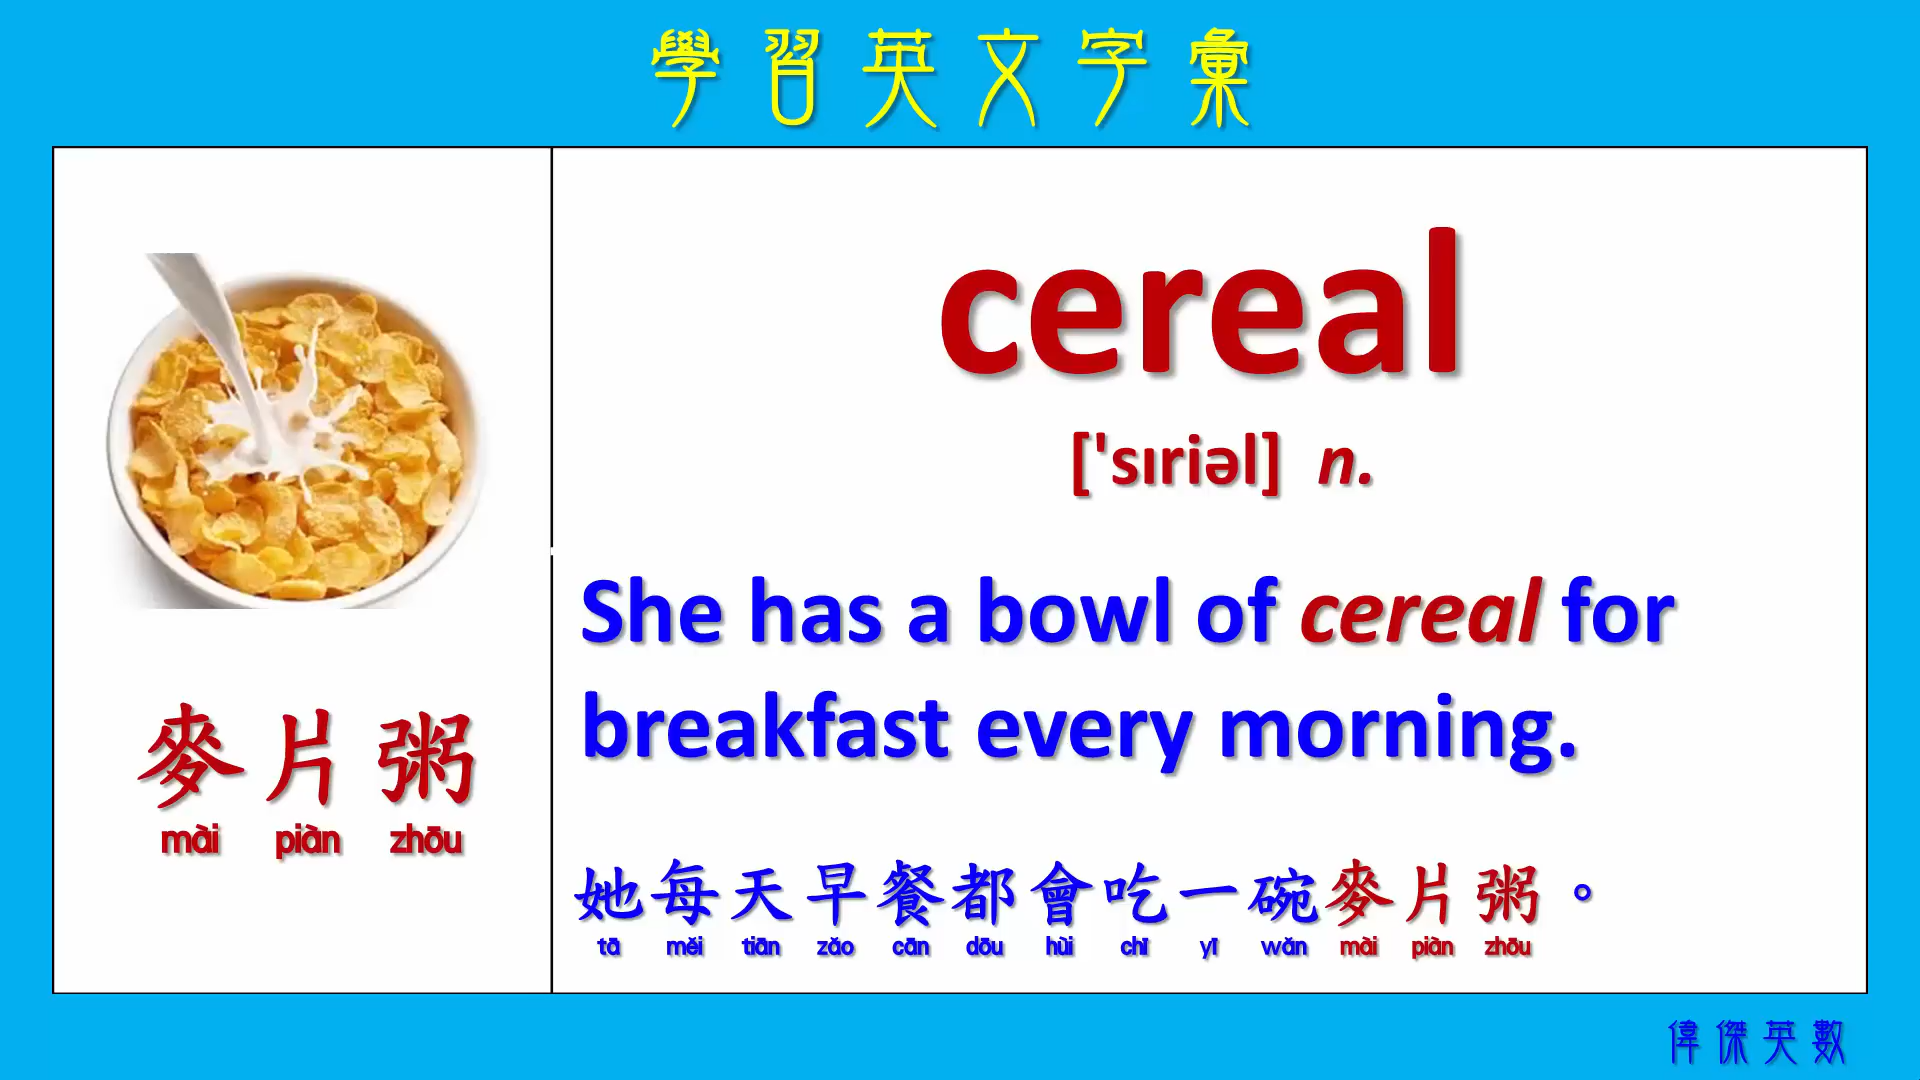 學習英文字彙
cereal
['sɪriəl] n.
She has a bowl of cereal for
breakfast every morning.
麥片粥
mài piàn zhōu
她每天早餐都會吃一碗麥片粥。
tā měi tiān zǎo cān dōu hùi chī yī wǎn mài piàn zhōu
偉傑英數